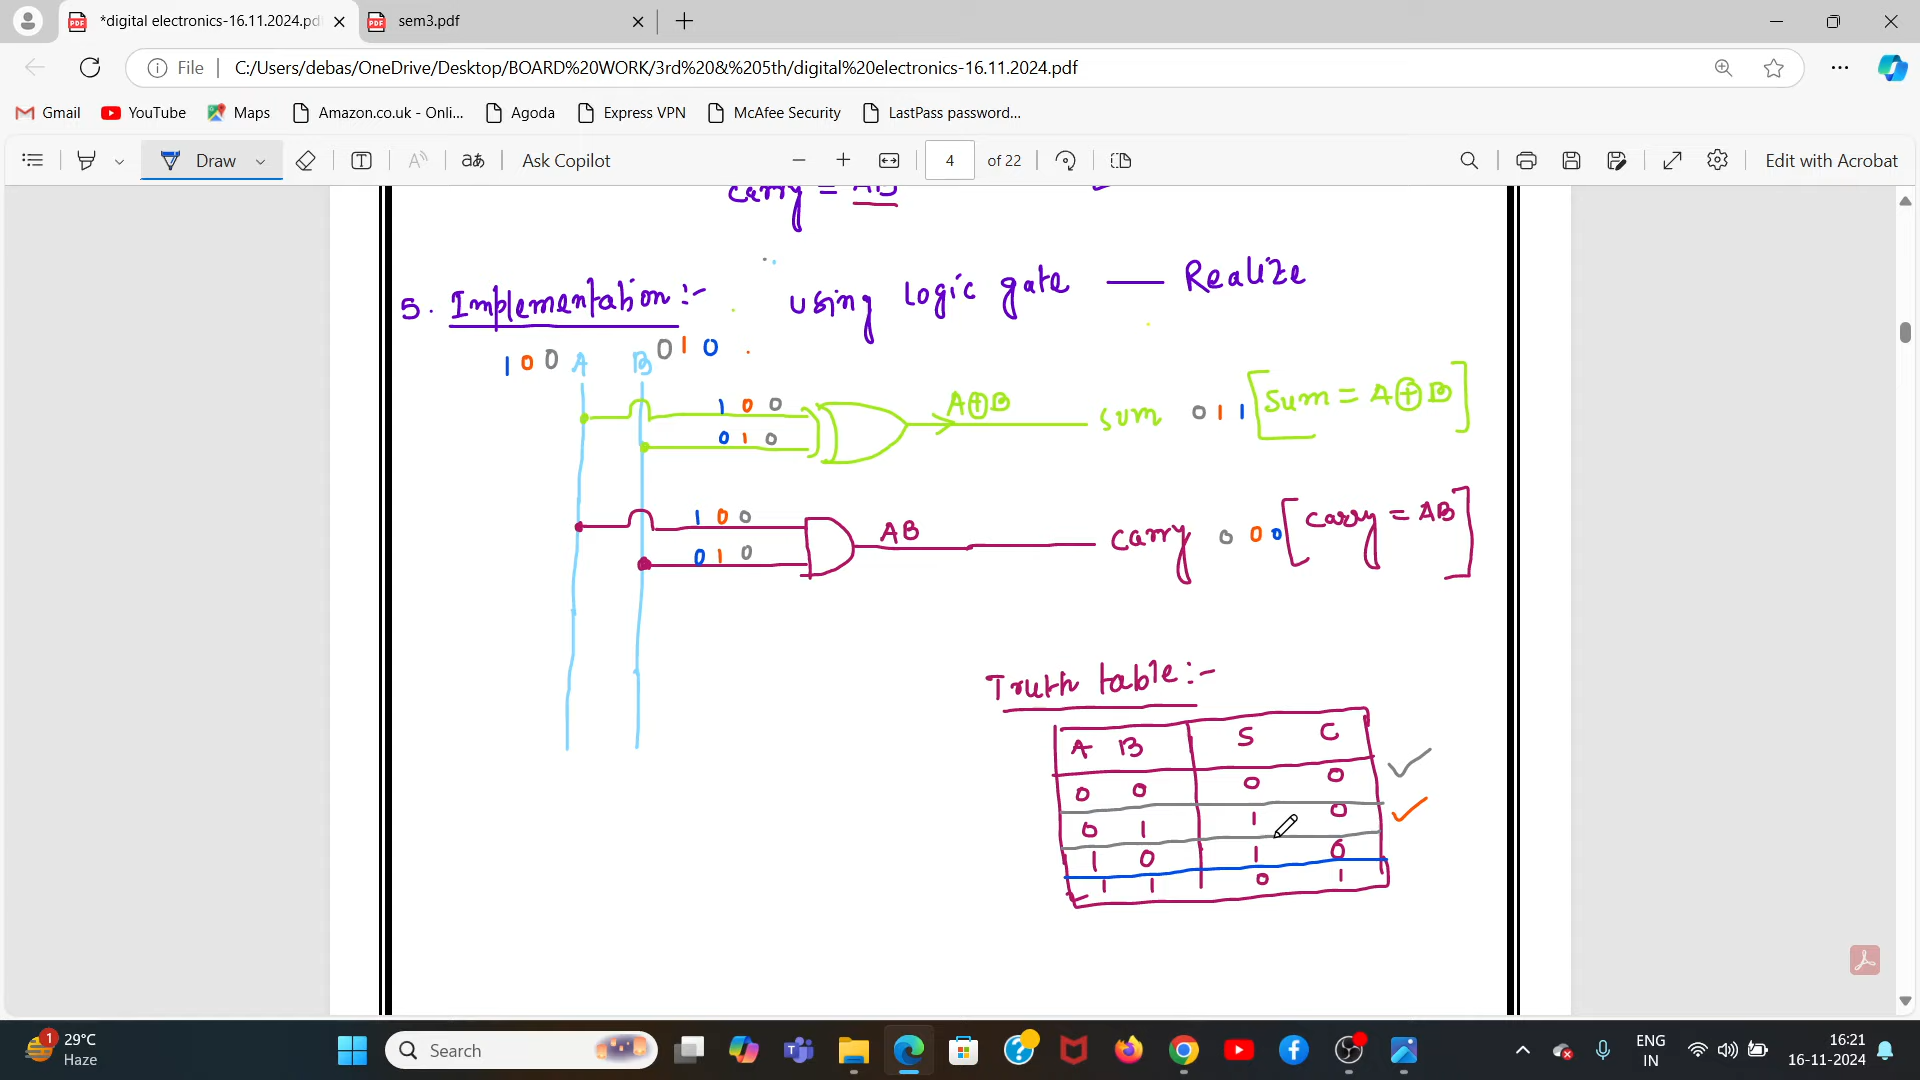 *digital electronics-16.11.2024.pd
sem3.pdf
File
C:/Users/debas/OneDrive/Desktop/BOARD%20WORK/3rd%20&%205th/digital%20electronics-16.11.2024.pdf
Gmail YouTube Maps Amazon.co.uk - Onli... Agoda Express VPN McAfee Security LastPass password...
Draw aあ Ask Copilot 4 of 22 Edit with Acrobat
carry = AB
5. Implementation :- using Logic gate — Realize
1 0 0 A B 0 1 0
1 0 0 A⊕B sum 0 1 1 [Sum = A⊕B]
0 1 0
1 0 0 AB carry 0 0 0 [carry = AB]
0 1 0
Truth table :-
A B S C
0 0 0 0
0 1 1 0
1 0 1 0
1 1 0 1
1 29°C
Haze
Search
ENG
IN
16:21
16-11-2024